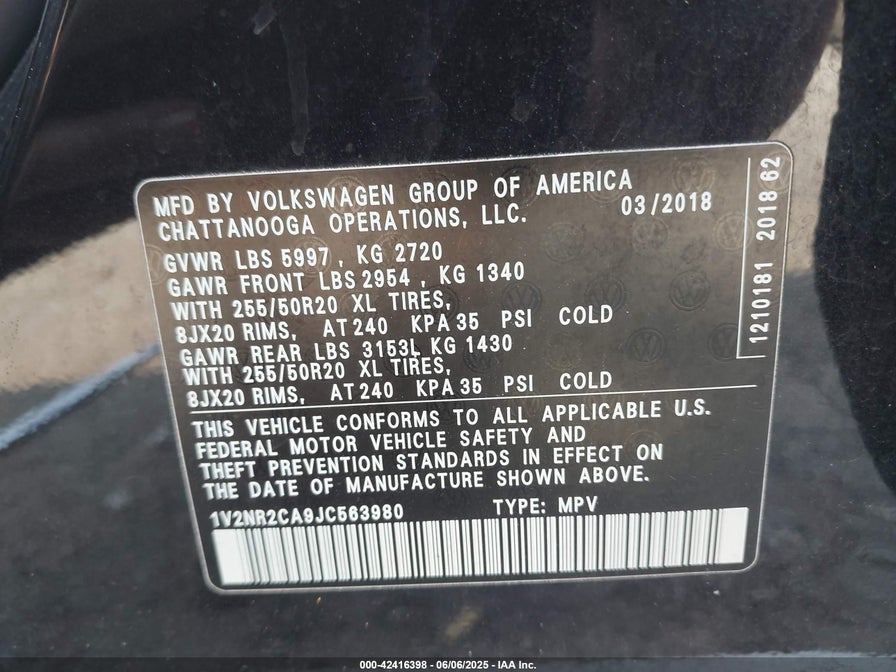 MFD BY VOLKSWAGEN GROUP OF AMERICA
CHATTANOOGA OPERATIONS, LLC. 03/2018
GVWR LBS 5997 , KG 2720
GAWR FRONT LBS 2954 , KG 1340
WITH 255/50R20 XL TIRES,
8JX20 RIMS, AT 240 KPA 35 PSI COLD
GAWR REAR LBS 3153L KG 1430
WITH 255/50R20 XL TIRES,
8JX20 RIMS, AT 240 KPA 35 PSI COLD
1210181 201862
THIS VEHICLE CONFORMS TO ALL APPLICABLE U.S.
FEDERAL MOTOR VEHICLE SAFETY AND
THEFT PREVENTION STANDARDS IN EFFECT ON
THE DATE OF MANUFACTURE SHOWN ABOVE.
1V2NR2CA9JC563980 TYPE: MPV
000-42416398 - 06/06/2025 - IAA Inc.